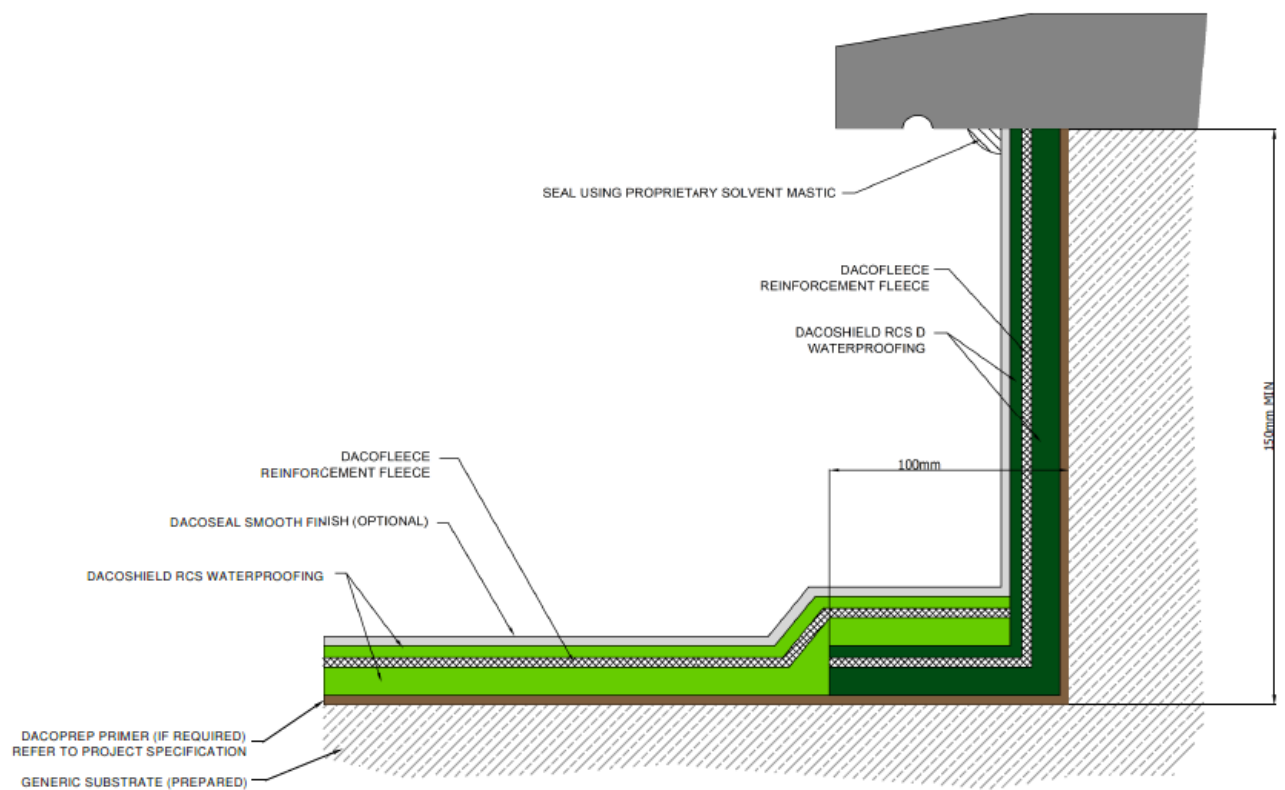 SEAL USING PROPRIETARY SOLVENT MASTIC
DACOFLEECE
REINFORCEMENT FLEECE
DACOSHIELD RCS D
WATERPROOFING
150mm MIN
100mm
DACOFLEECE
REINFORCEMENT FLEECE
DACOSEAL SMOOTH FINISH (OPTIONAL)
DACOSHIELD RCS WATERPROOFING
DACOPREP PRIMER (IF REQUIRED)
REFER TO PROJECT SPECIFICATION
GENERIC SUBSTRATE (PREPARED)